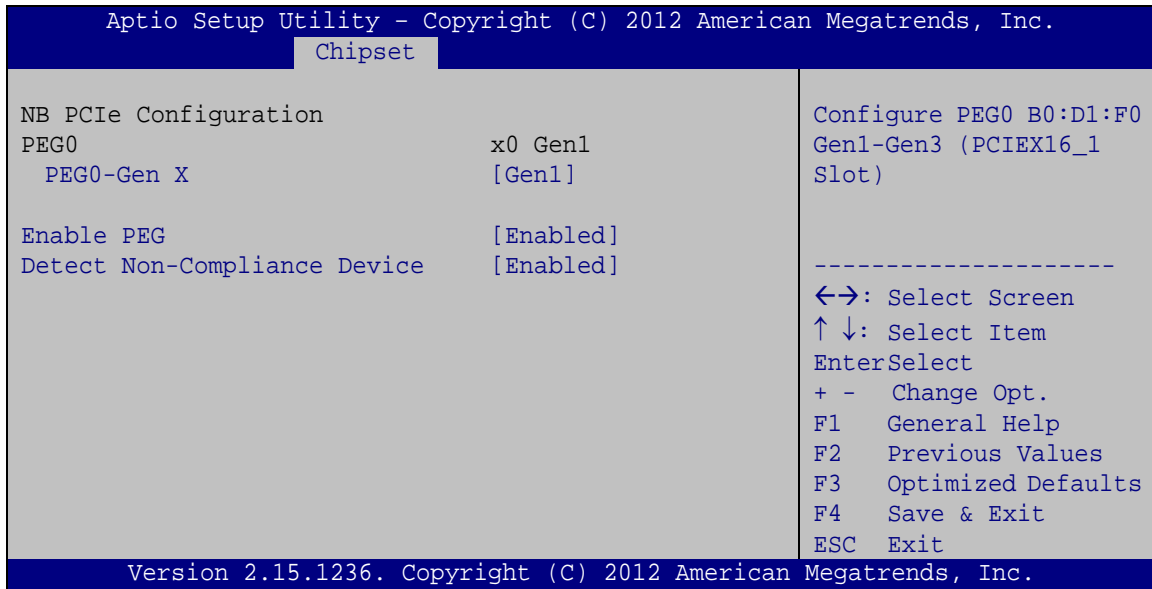 Aptio Setup Utility – Copyright (C) 2012 American Megatrends, Inc.
Chipset
NB PCIe Configuration
PEG0 x0 Gen1
PEG0-Gen X [Gen1]
Enable PEG [Enabled]
Detect Non-Compliance Device [Enabled]
Configure PEG0 B0:D1:F0
Gen1-Gen3 (PCIEX16_1
Slot)
---------------------
←→: Select Screen
↑ ↓: Select Item
EnterSelect
+ - Change Opt.
F1 General Help
F2 Previous Values
F3 Optimized Defaults
F4 Save & Exit
ESC Exit
Version 2.15.1236. Copyright (C) 2012 American Megatrends, Inc.